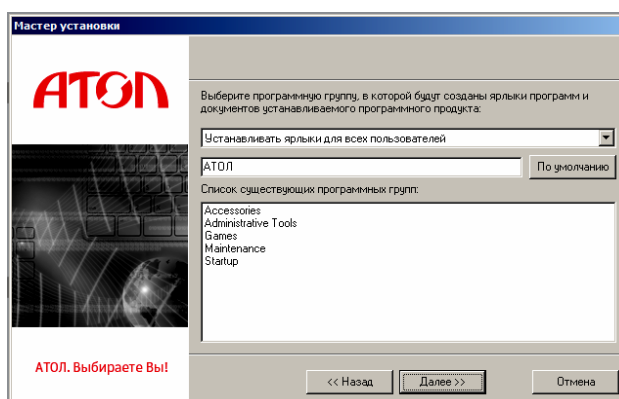 Мастер установки
АТОЛ
Выберите программную группу, в которой будут созданы ярлыки программ и
документов устанавливаемого программного продукта:
Устанавливать ярлыки для всех пользователей
АТОЛ
По умолчанию
Список существующих программных групп:
Accessories
Administrative Tools
Games
Maintenance
Startup
АТОЛ. Выбираете Вы!
<< Назад
Далее >>
Отмена